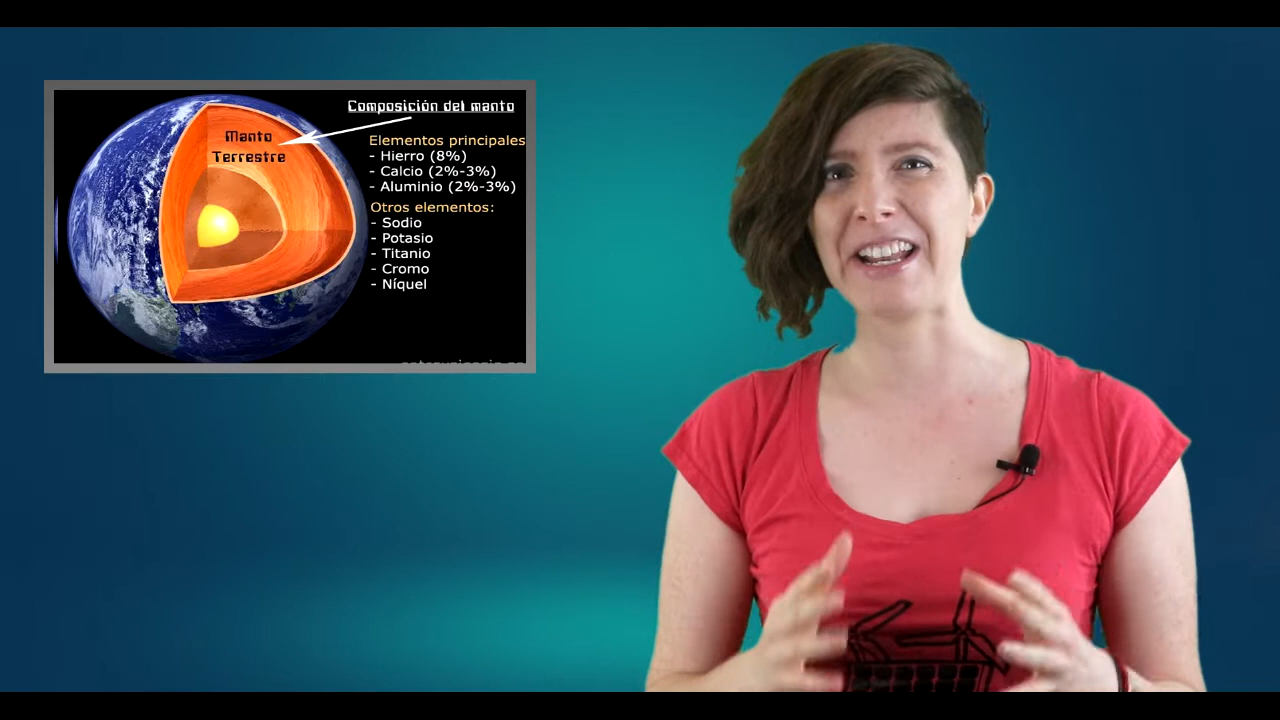 Composición del manto
Manto
Terrestre
Elementos principales
- Hierro (8%)
- Calcio (2%-3%)
- Aluminio (2%-3%)
Otros elementos:
- Sodio
- Potasio
- Titanio
- Cromo
- Níquel